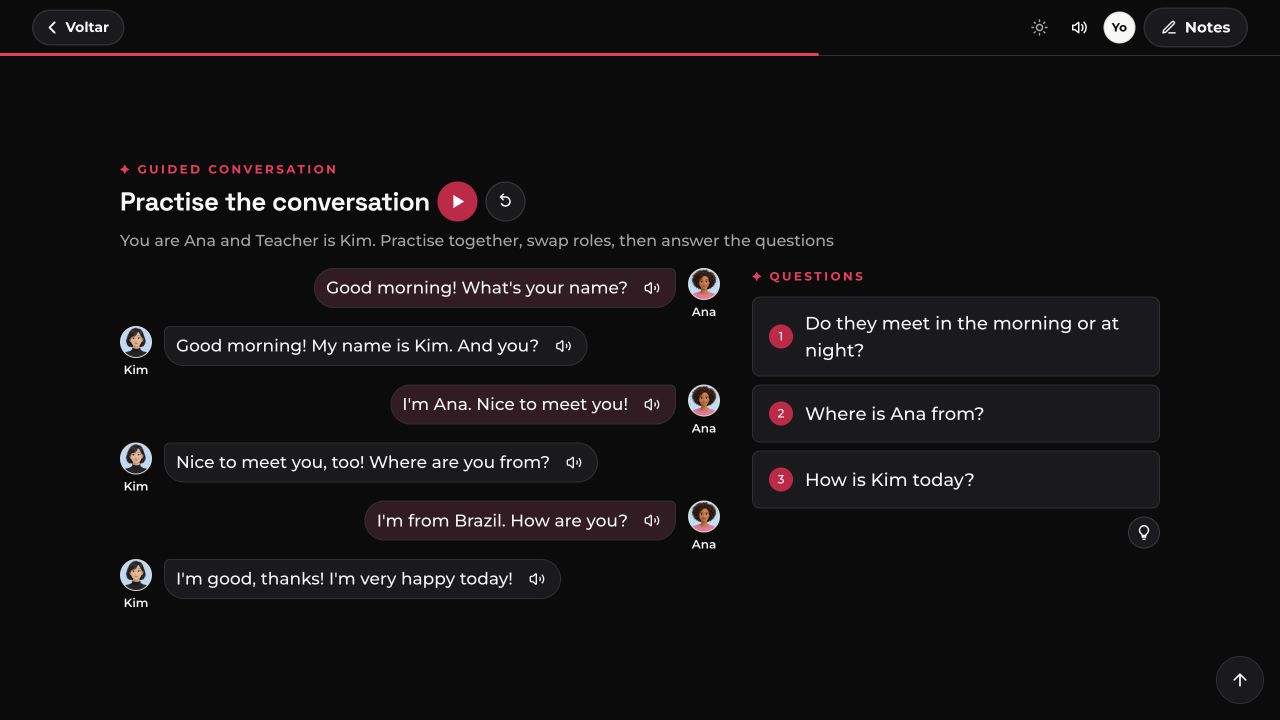 Voltar
Yo
Notes
GUIDED CONVERSATION
Practise the conversation
You are Ana and Teacher is Kim. Practise together, swap roles, then answer the questions
Good morning! What's your name?
Ana
Good morning! My name is Kim. And you?
Kim
I'm Ana. Nice to meet you!
Ana
Nice to meet you, too! Where are you from?
Kim
I'm from Brazil. How are you?
Ana
I'm good, thanks! I'm very happy today!
Kim
QUESTIONS
1
Do they meet in the morning or at
night?
2
Where is Ana from?
3
How is Kim today?